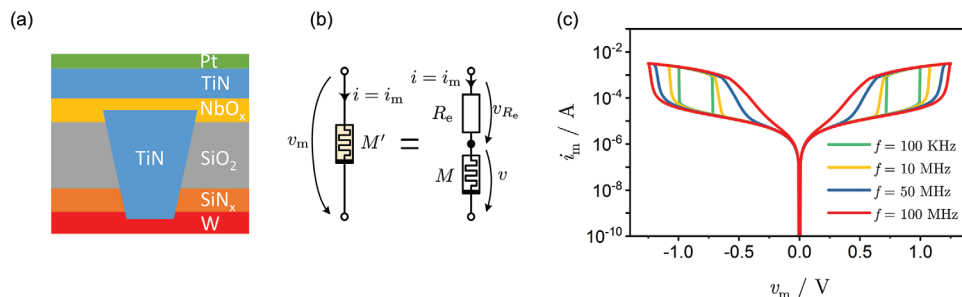 (a)
Pt
TiN
NbOₓ
TiN
SiO₂
SiNₓ
W
(b)
i = iₘ
vₘ
M′
=
i = iₘ
Rₑ
v_Rₑ
M
v
(c)
iₘ / A
10⁻²
10⁻⁴
10⁻⁶
10⁻⁸
10⁻¹⁰
f = 100 KHz
f = 10 MHz
f = 50 MHz
f = 100 MHz
-1.0 -0.5 0.0 0.5 1.0
vₘ / V